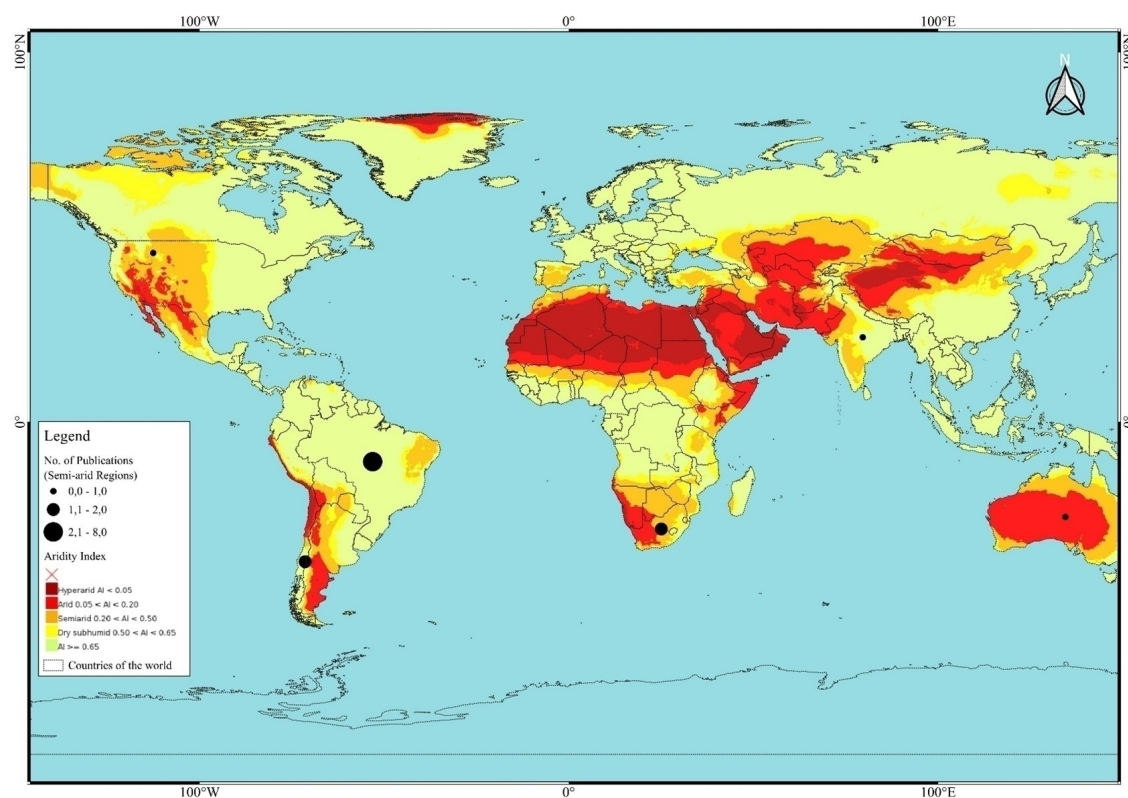 100°W 0° 100°E
100°N 100°N
N
0° 0°
Legend
No. of Publications
(Semi-arid Regions)
0,0 - 1,0
1,1 - 2,0
2,1 - 8,0
Aridity Index
Hyperarid AI < 0.05
Arid 0.05 < AI < 0.20
Semiarid 0.20 < AI < 0.50
Dry subhumid 0.50 < AI < 0.65
AI >= 0.65
Countries of the world
100°W 0° 100°E